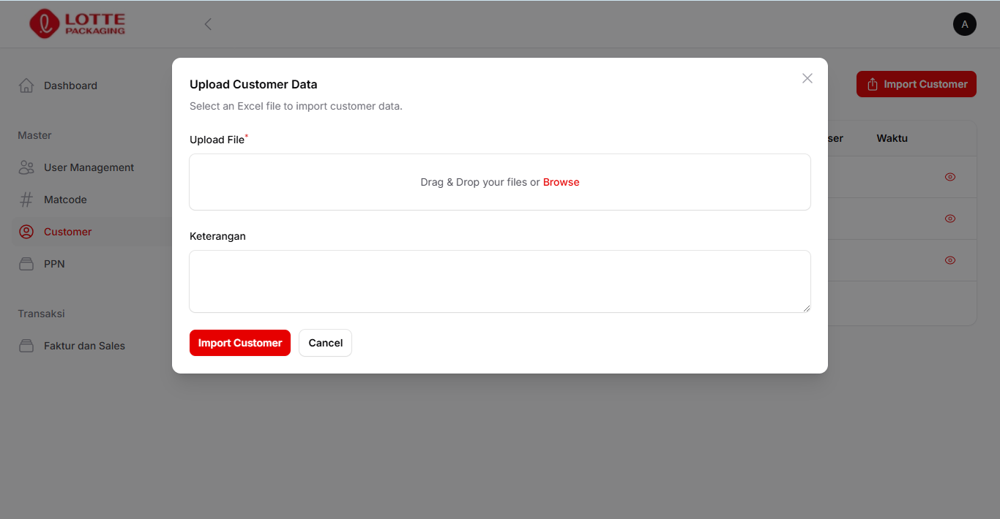 LOTTE
PACKAGING
A
Dashboard
Import Customer
Master
User Management
Matcode
Customer
PPN
Transaksi
Faktur dan Sales
ser
Waktu
Upload Customer Data
Select an Excel file to import customer data.
Upload File*
Drag & Drop your files or Browse
Keterangan
Import Customer
Cancel